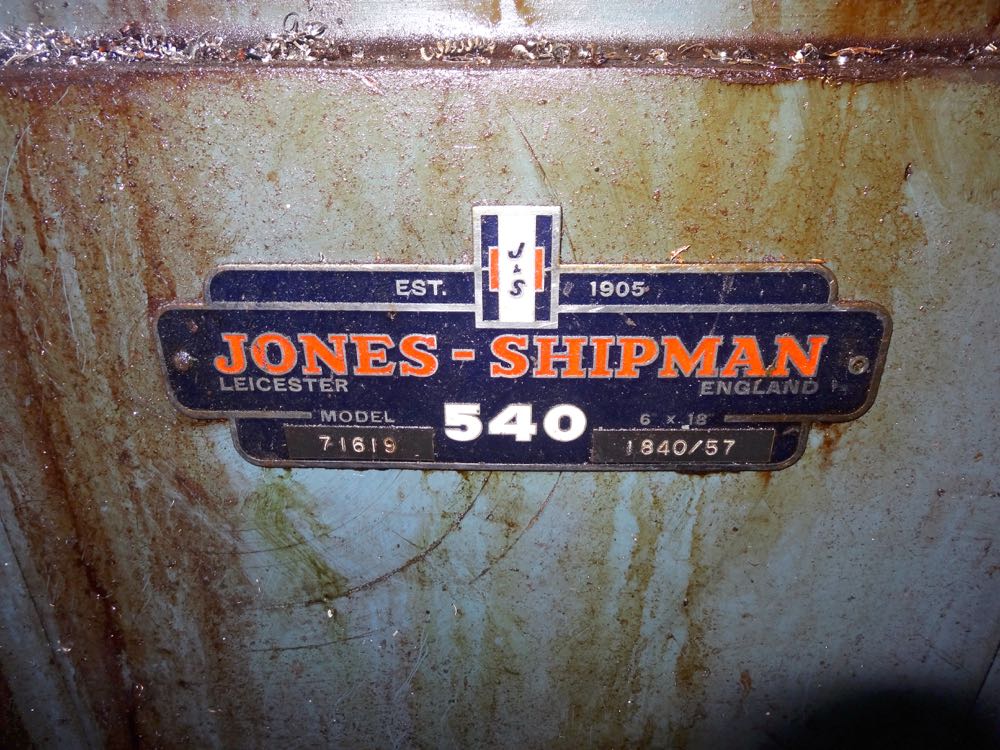 J & S
EST. 1905
JONES - SHIPMAN
LEICESTER ENGLAND
MODEL 540 6 x 18
71619 1840/57